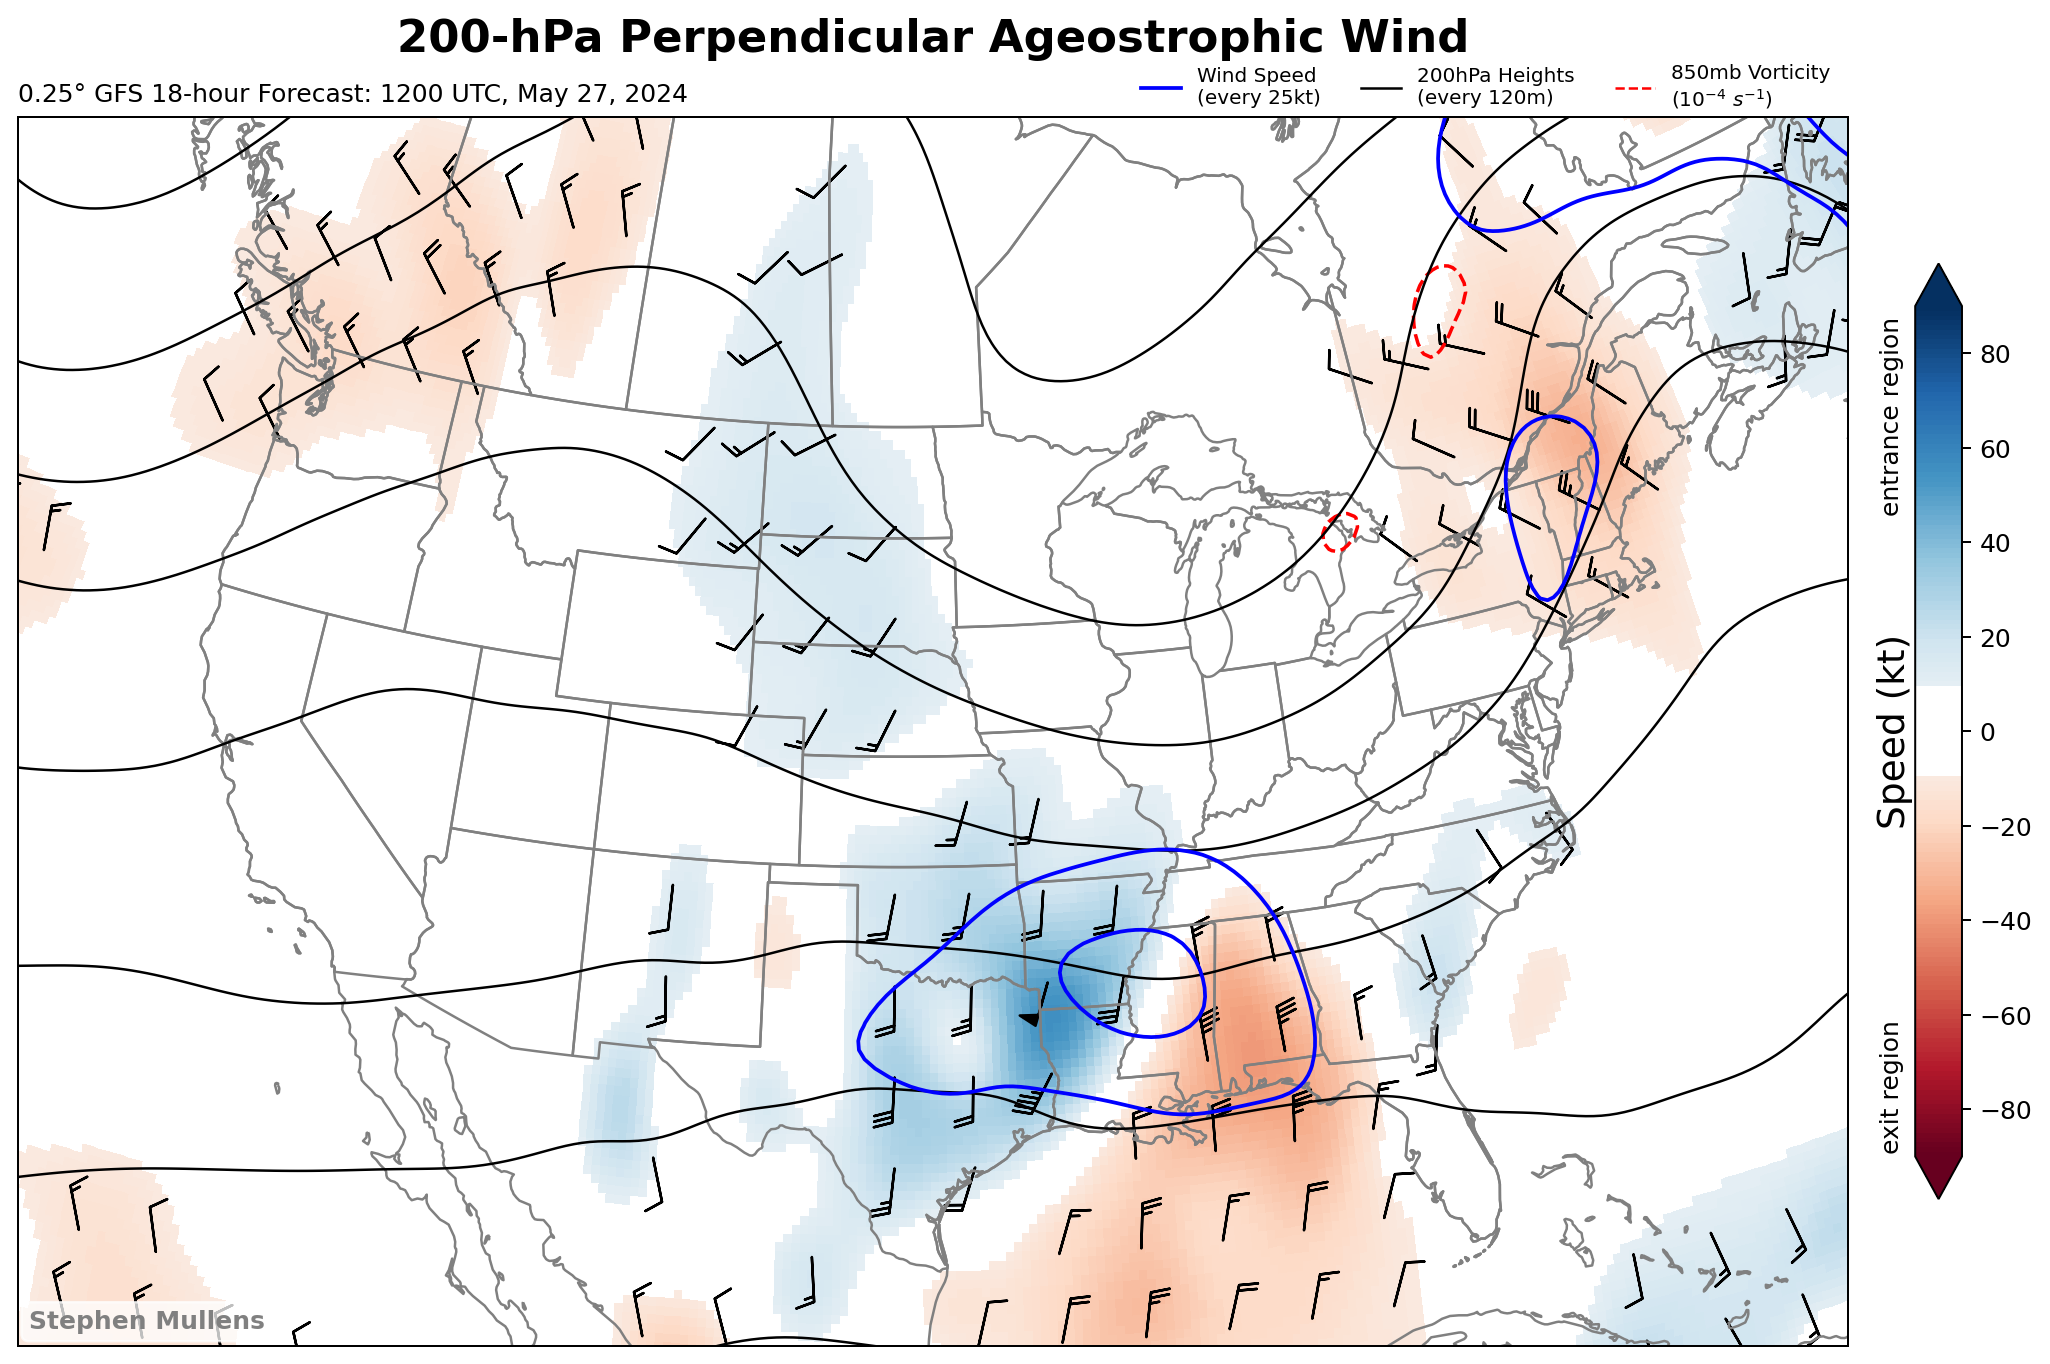 200-hPa Perpendicular Ageostrophic Wind
0.25° GFS 18-hour Forecast: 1200 UTC, May 27, 2024
Wind Speed
(every 25kt)
200hPa Heights
(every 120m)
850mb Vorticity
(10⁻⁴ s⁻¹)
entrance region
Speed (kt)
exit region
80
60
40
20
0
−20
−40
−60
−80
Stephen Mullens